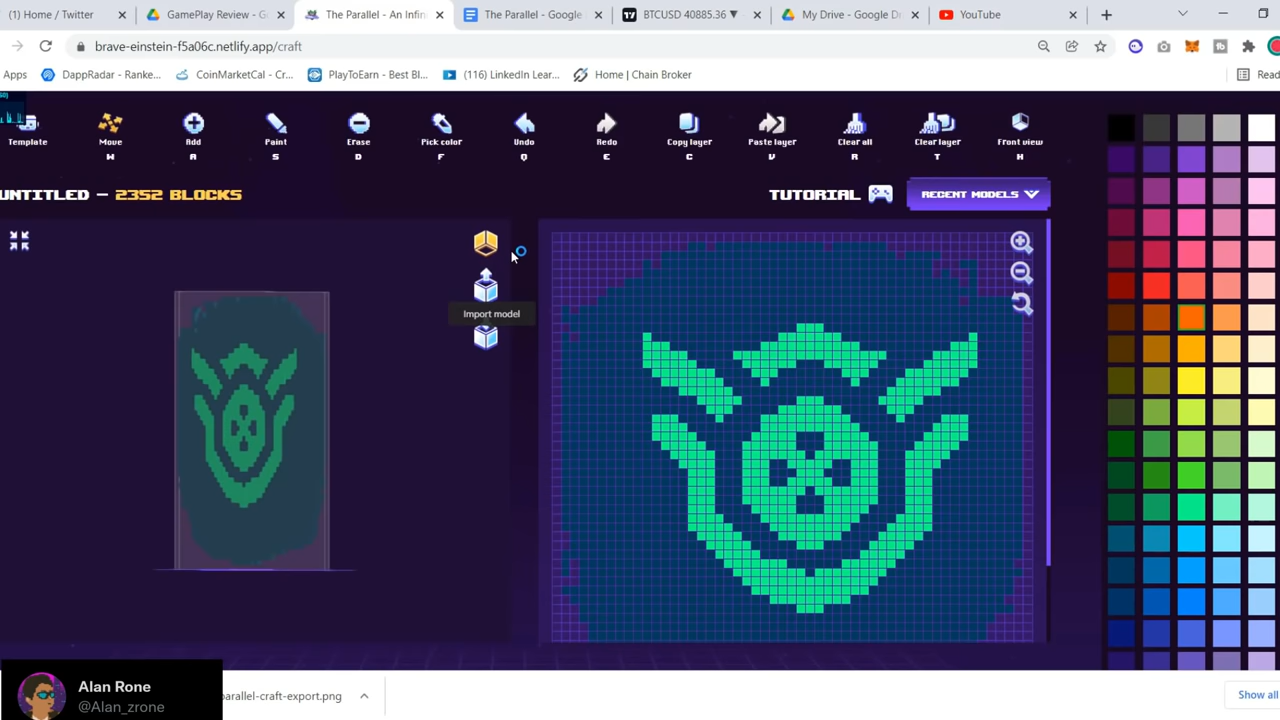 (1) Home / Twitter
GamePlay Review - G
The Parallel - An Infin
The Parallel - Google
BTCUSD 40885.36 ▼
My Drive - Google Dr
YouTube
brave-einstein-f5a06c.netlify.app/craft
Apps
DappRadar - Ranke...
CoinMarketCal - Cr...
PlayToEarn - Best Bl...
(116) LinkedIn Lear...
Home | Chain Broker
Read
Template
Move
Add
Paint
Erase
Pick color
Undo
Redo
Copy layer
Paste layer
Clear all
Clear layer
Front view
W
A
S
D
F
Q
E
C
V
R
T
H
UNTITLED – 2352 BLOCKS
TUTORIAL
RECENT MODELS
Import model
Alan Rone
@Alan_zrone
parallel-craft-export.png
Show all